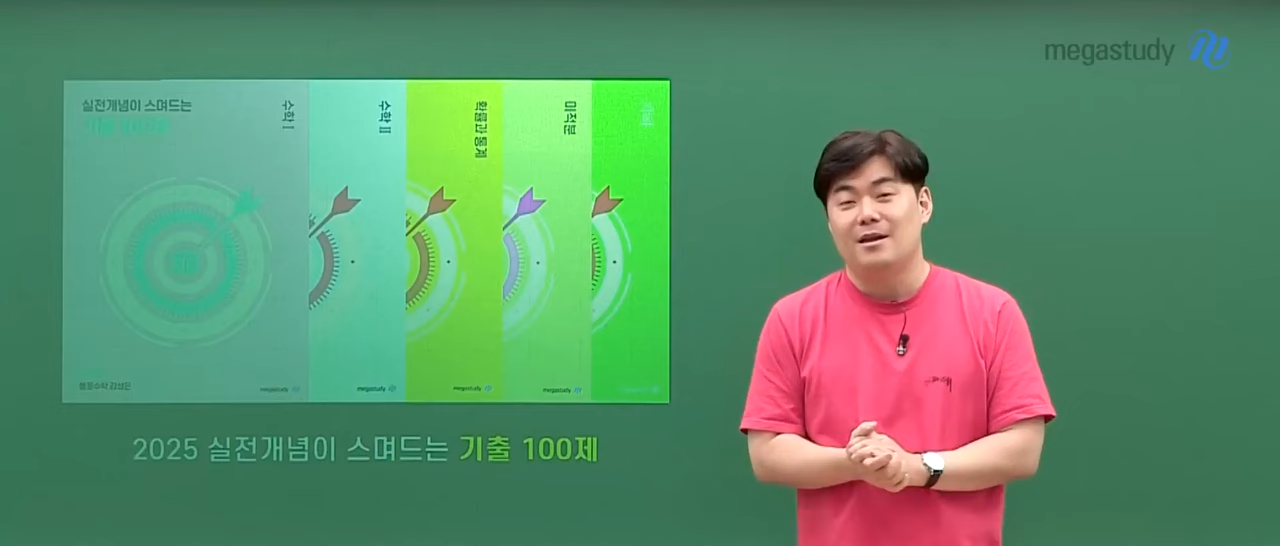 megastudy
실전개념이 스며드는
기출 100제
수학 I
수학 II
확률과 통계
미적분
기하
megastudy
megastudy
megastudy
megastudy
2025 실전개념이 스며드는 기출 100제